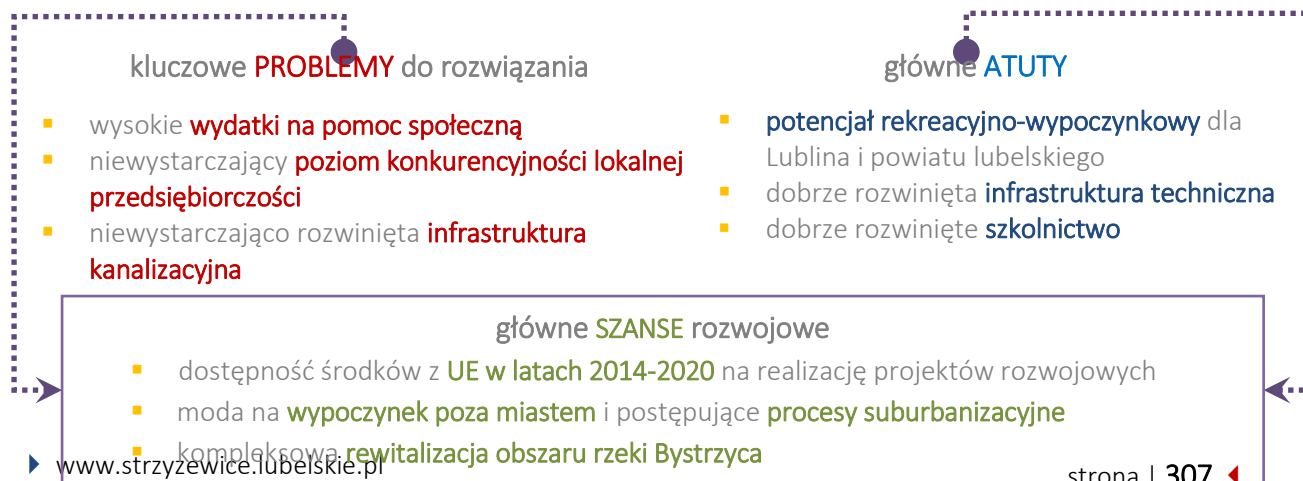 kluczowe PROBLEMY do rozwiązania
▪ wysokie wydatki na pomoc społeczną
▪ niewystarczający poziom konkurencyjności lokalnej
przedsiębiorczości
▪ niewystarczająco rozwinięta infrastruktura
kanalizacyjna
główne ATUTY
▪ potencjał rekreacyjno-wypoczynkowy dla
Lublina i powiatu lubelskiego
▪ dobrze rozwinięta infrastruktura techniczna
▪ dobrze rozwinięte szkolnictwo
główne SZANSE rozwojowe
▪ dostępność środków z UE w latach 2014-2020 na realizację projektów rozwojowych
▪ moda na wypoczynek poza miastem i postępujące procesy suburbanizacyjne
▪ kompleksowa rewitalizacja obszaru rzeki Bystrzyca
www.strzyzewice.lubelskie.pl
strona | 307